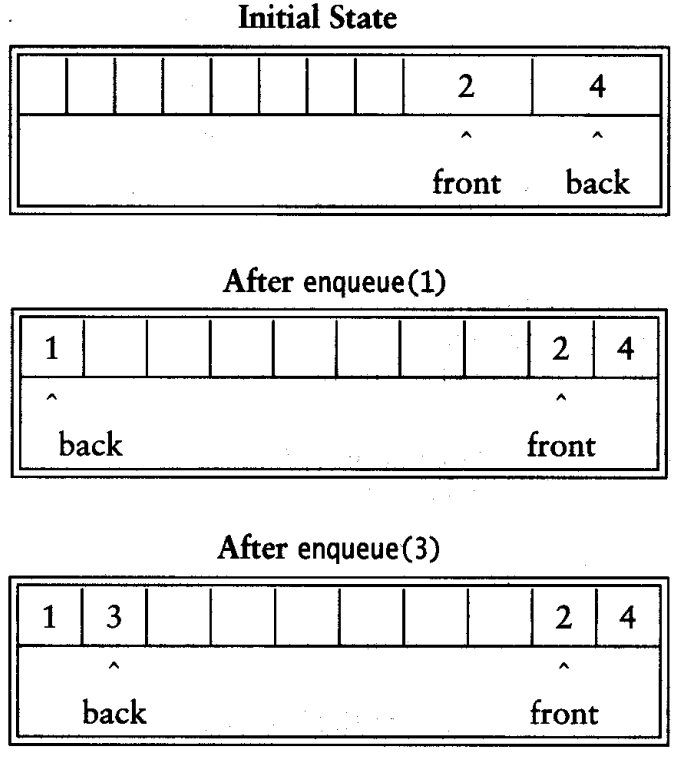 Initial State
2 4
^ ^
front back
After enqueue(1)
1 2 4
^ ^
back front
After enqueue(3)
1 3 2 4
^ ^
back front